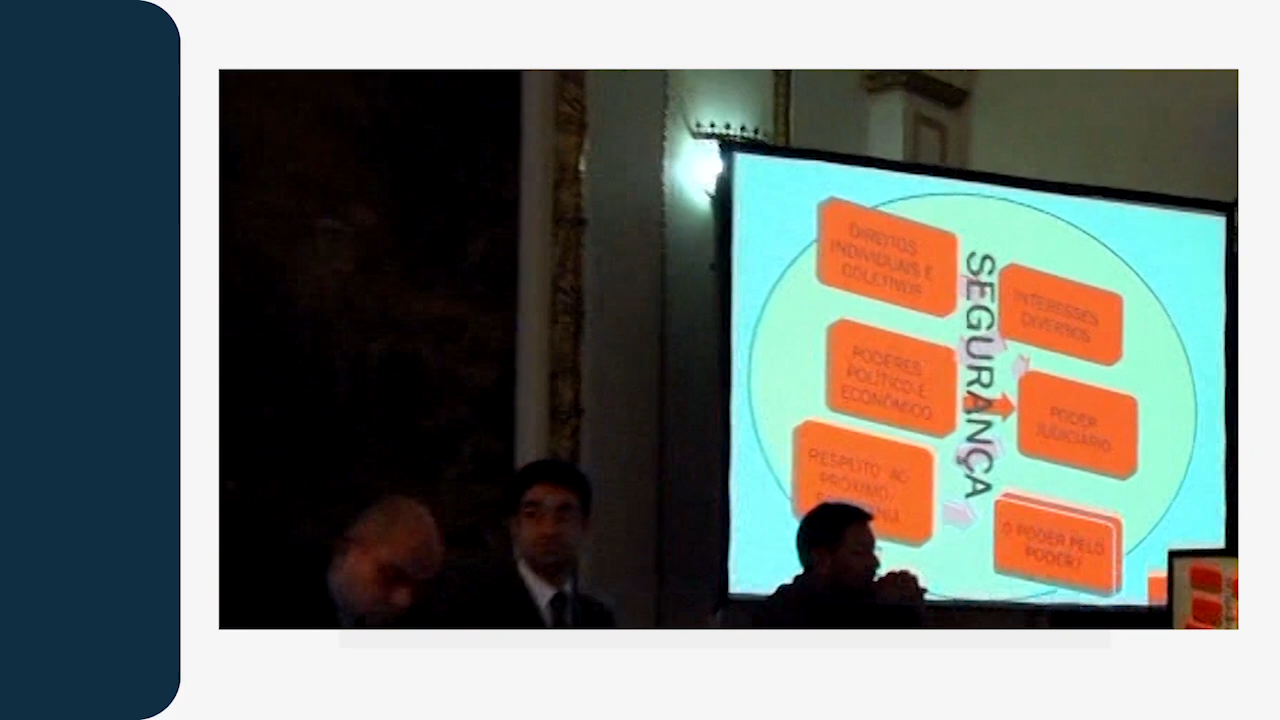 DIREITOS
INDIVIDUAIS E
COLETIVOS
INTERESSES
DIVERSOS
SEGURANÇA
PODERES
POLÍTICO E
ECONÔMICO
PODER
JUDICIÁRIO
RESPEITO AO
PRÓXIMO/
O PODER PELO
PODER?